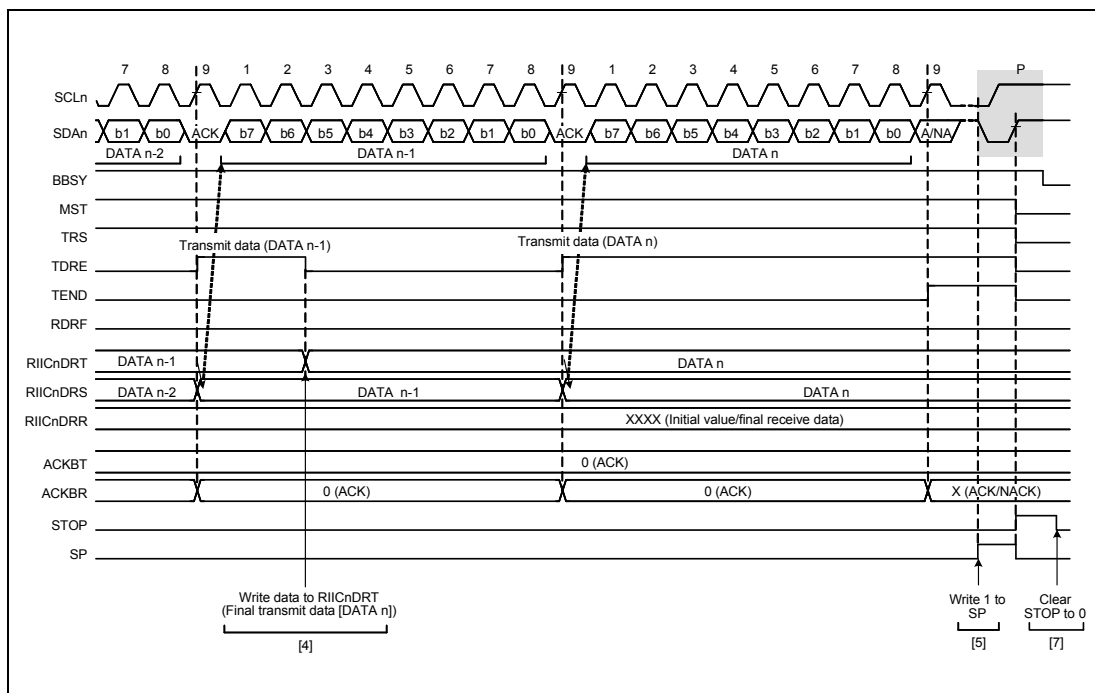 7 8 9 1 2 3 4 5 6 7 8 9 1 2 3 4 5 6 7 8 9 P
SCLn
SDAn b1 b0 ACK b7 b6 b5 b4 b3 b2 b1 b0 ACK b7 b6 b5 b4 b3 b2 b1 b0 A/NA
DATA n-2 DATA n-1 DATA n
BBSY
MST
TRS
Transmit data (DATA n-1) Transmit data (DATA n)
TDRE
TEND
RDRF
RIICnDRT DATA n-1 DATA n
RIICnDRS DATA n-2 DATA n-1 DATA n
RIICnDRR XXXX (Initial value/final receive data)
ACKBT 0 (ACK)
ACKBR 0 (ACK) 0 (ACK) X (ACK/NACK)
STOP
SP
Write data to RIICnDRT
(Final transmit data [DATA n])
[4]
Write 1 to
SP
[5]
Clear
STOP to 0
[7]